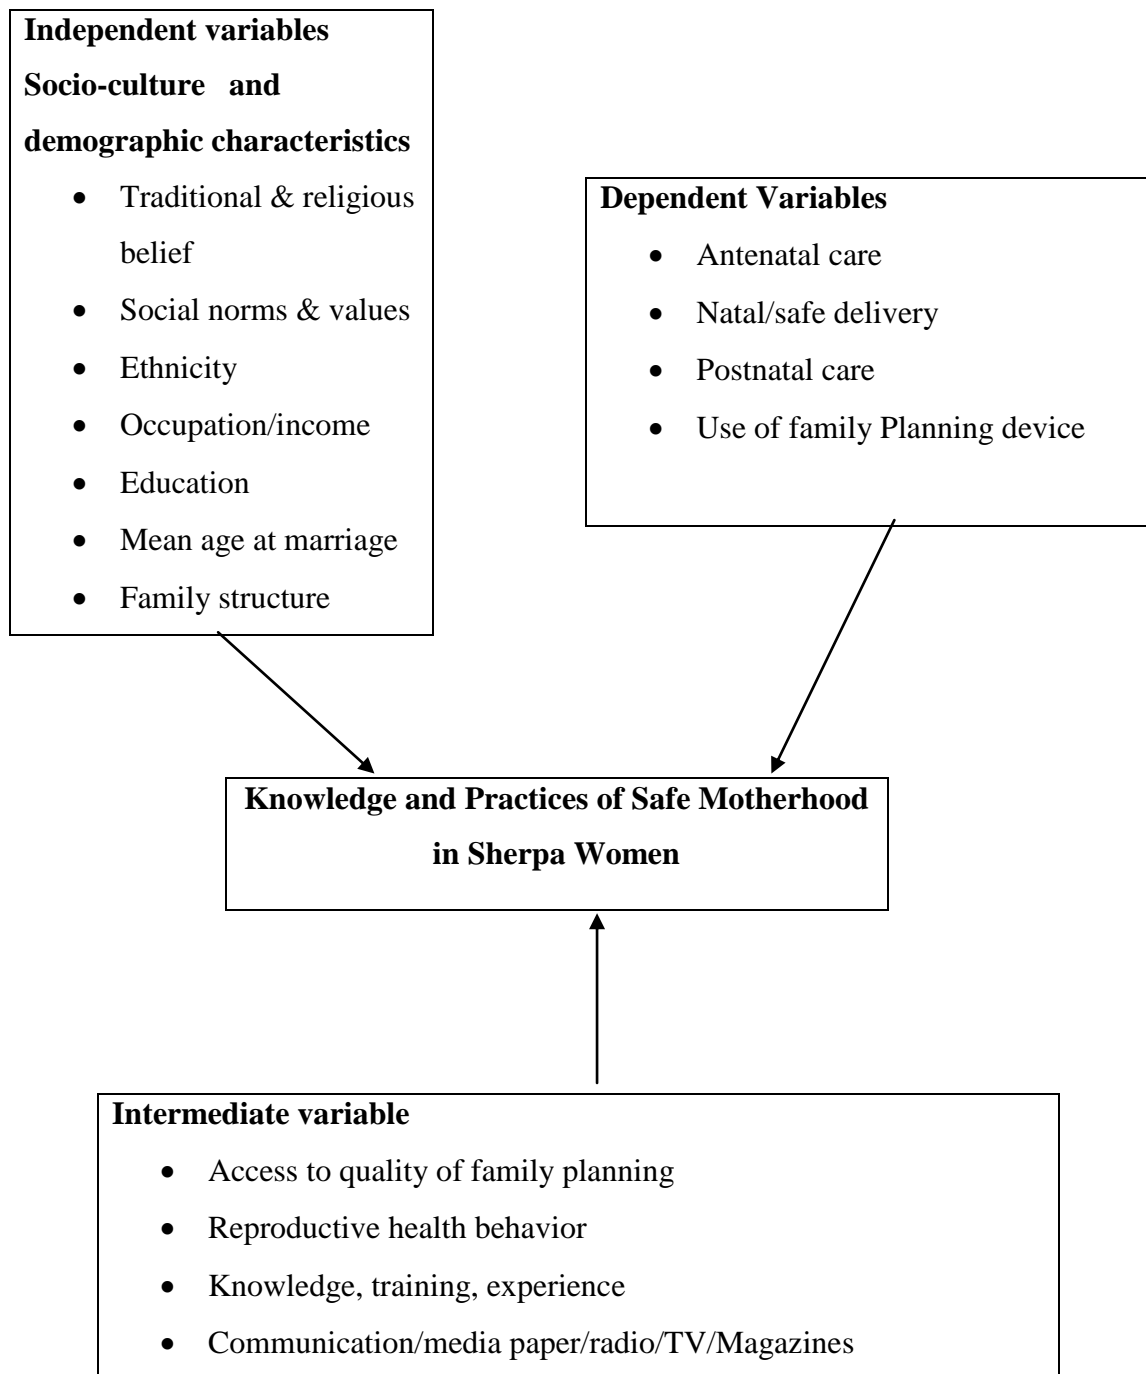 Independent variables
Socio-culture and
demographic characteristics
• Traditional & religious
belief
• Social norms & values
• Ethnicity
• Occupation/income
• Education
• Mean age at marriage
• Family structure
Dependent Variables
• Antenatal care
• Natal/safe delivery
• Postnatal care
• Use of family Planning device
Knowledge and Practices of Safe Motherhood
in Sherpa Women
Intermediate variable
• Access to quality of family planning
• Reproductive health behavior
• Knowledge, training, experience
• Communication/media paper/radio/TV/Magazines